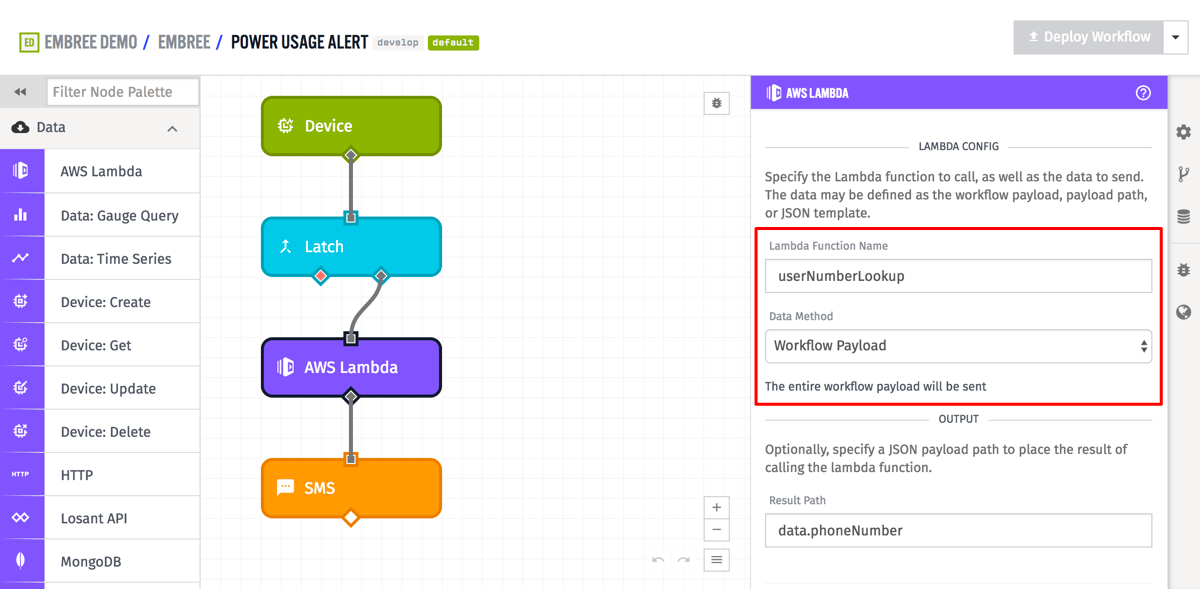 ED EMBREE DEMO / EMBREE / POWER USAGE ALERT develop default
Deploy Workflow
Filter Node Palette
Data
AWS Lambda
Data: Gauge Query
Data: Time Series
Device: Create
Device: Get
Device: Update
Device: Delete
HTTP HTTP
Losant API
MongoDB
Device
Latch
AWS Lambda
SMS
AWS LAMBDA
LAMBDA CONFIG
Specify the Lambda function to call, as well as the data to send.
The data may be defined as the workflow payload, payload path,
or JSON template.
Lambda Function Name
userNumberLookup
Data Method
Workflow Payload
The entire workflow payload will be sent
OUTPUT
Optionally, specify a JSON payload path to place the result of
calling the lambda function.
Result Path
data.phoneNumber